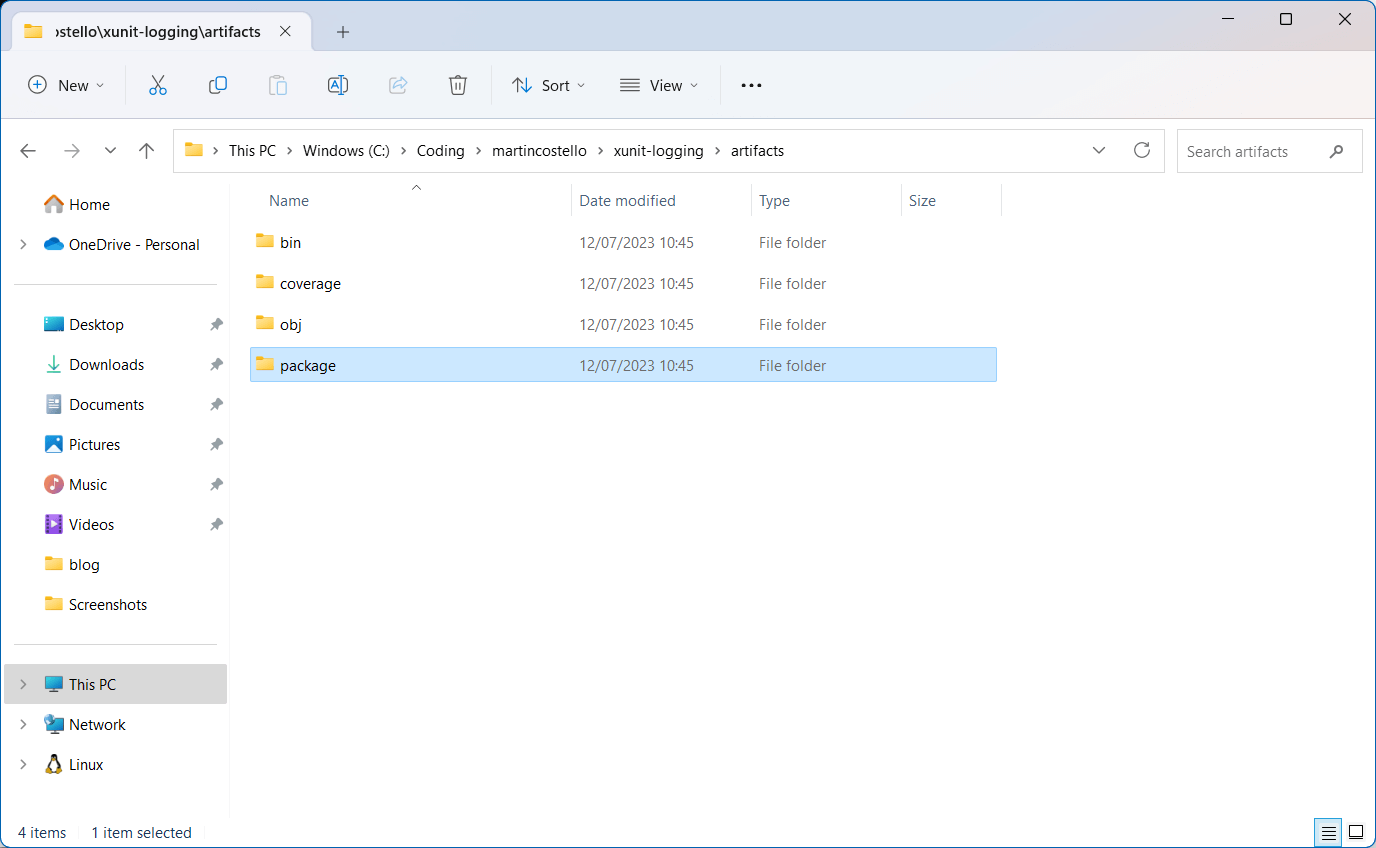 ostello\xunit-logging\artifacts
New
Sort
View
This PC > Windows (C:) > Coding > martincostello > xunit-logging > artifacts
Search artifacts
Name Date modified Type Size
Home
OneDrive - Personal
Desktop
Downloads
Documents
Pictures
Music
Videos
blog
Screenshots
This PC
Network
Linux
bin 12/07/2023 10:45 File folder
coverage 12/07/2023 10:45 File folder
obj 12/07/2023 10:45 File folder
package 12/07/2023 10:45 File folder
4 items 1 item selected